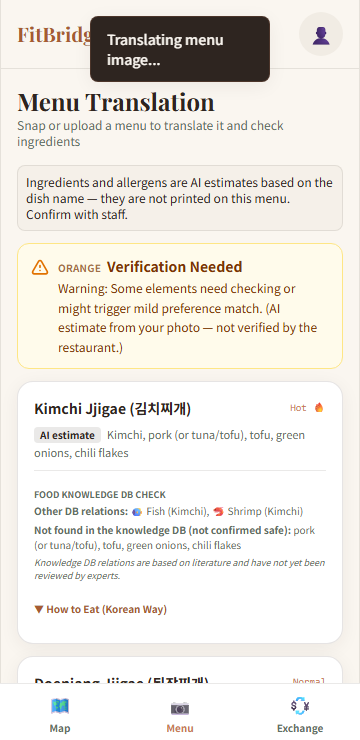 FitBridg
Translating menu
image...
Menu Translation
Snap or upload a menu to translate it and check
ingredients
Ingredients and allergens are AI estimates based on the
dish name — they are not printed on this menu.
Confirm with staff.
ORANGE Verification Needed
Warning: Some elements need checking or
might trigger mild preference match. (AI
estimate from your photo — not verified by the
restaurant.)
Kimchi Jjigae (김치찌개) Hot 🔥
AI estimate Kimchi, pork (or tuna/tofu), tofu, green
onions, chili flakes
FOOD KNOWLEDGE DB CHECK
Other DB relations: 🐟 Fish (Kimchi), 🦐 Shrimp (Kimchi)
Not found in the knowledge DB (not confirmed safe): pork
(or tuna/tofu), tofu, green onions, chili flakes
Knowledge DB relations are based on literature and have not yet been
reviewed by experts.
▼ How to Eat (Korean Way)
Doenjang Jjigae (된장찌개) Normal
Map Menu Exchange